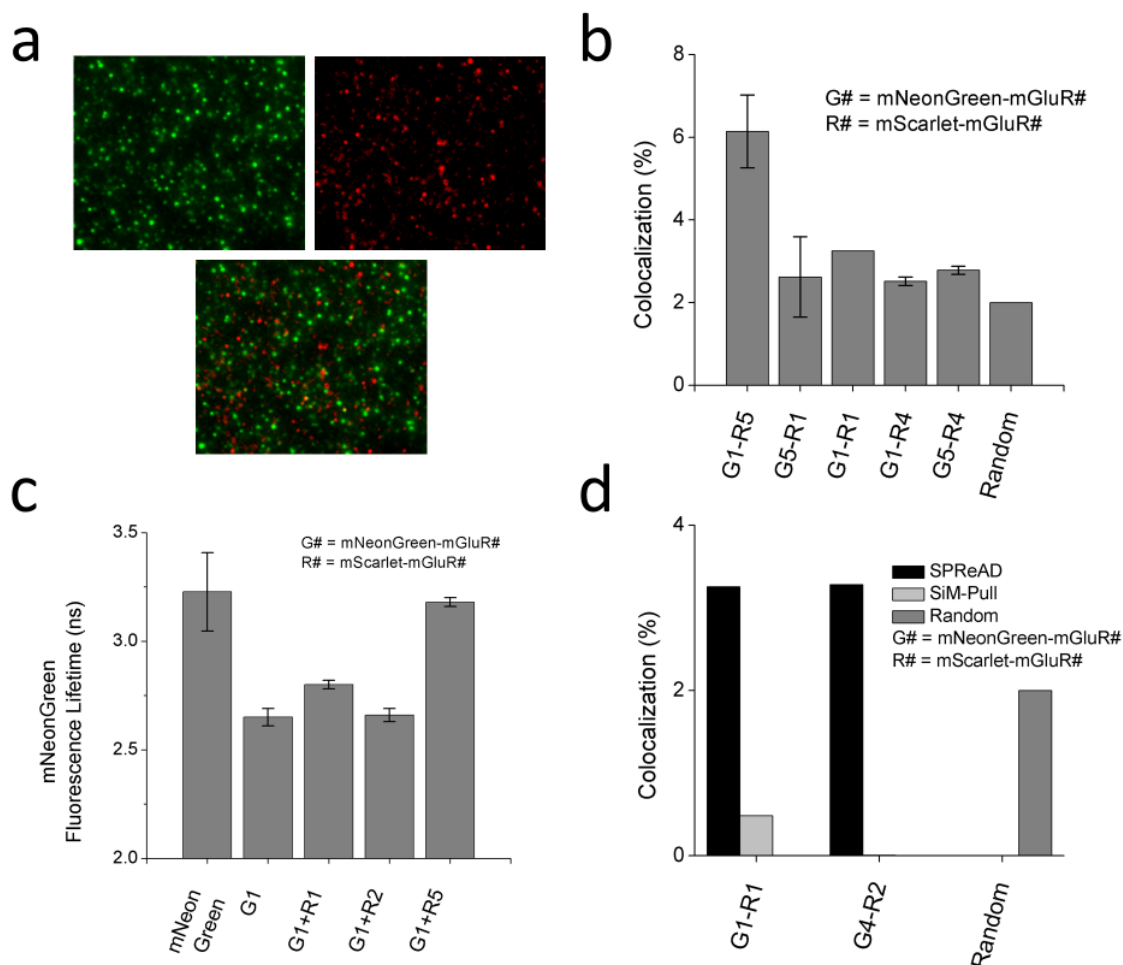 a
b
Colocalization (%)
8
6
4
2
0
G# = mNeonGreen-mGluR#
R# = mScarlet-mGluR#
G1-R5
G5-R1
G1-R1
G1-R4
G5-R4
Random
c
mNeonGreen
Fluorescence Lifetime (ns)
3.5
3.0
2.5
2.0
G# = mNeonGreen-mGluR#
R# = mScarlet-mGluR#
mNeon
Green
G1
G1+R1
G1+R2
G1+R5
d
Colocalization (%)
4
2
0
SPReAD
SiM-Pull
Random
G# = mNeonGreen-mGluR#
R# = mScarlet-mGluR#
G1-R1
G4-R2
Random